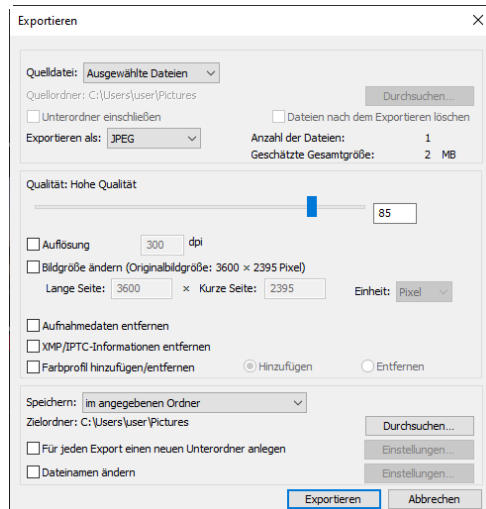 Exportieren
Quelldatei: Ausgewählte Dateien
Quellordner: C:\Users\user\Pictures Durchsuchen...
Unterordner einschließen Dateien nach dem Exportieren löschen
Exportieren als: JPEG Anzahl der Dateien: 1
Geschätzte Gesamtgröße: 2 MB
Qualität: Hohe Qualität
85
Auflösung 300 dpi
Bildgröße ändern (Originalbildgröße: 3600 × 2395 Pixel)
Lange Seite: 3600 × Kurze Seite: 2395 Einheit: Pixel
Aufnahmedaten entfernen
XMP/IPTC-Informationen entfernen
Farbprofil hinzufügen/entfernen Hinzufügen Entfernen
Speichern: im angegebenen Ordner
Zielordner: C:\Users\user\Pictures Durchsuchen...
Für jeden Export einen neuen Unterordner anlegen Einstellungen...
Dateinamen ändern Einstellungen...
Exportieren Abbrechen